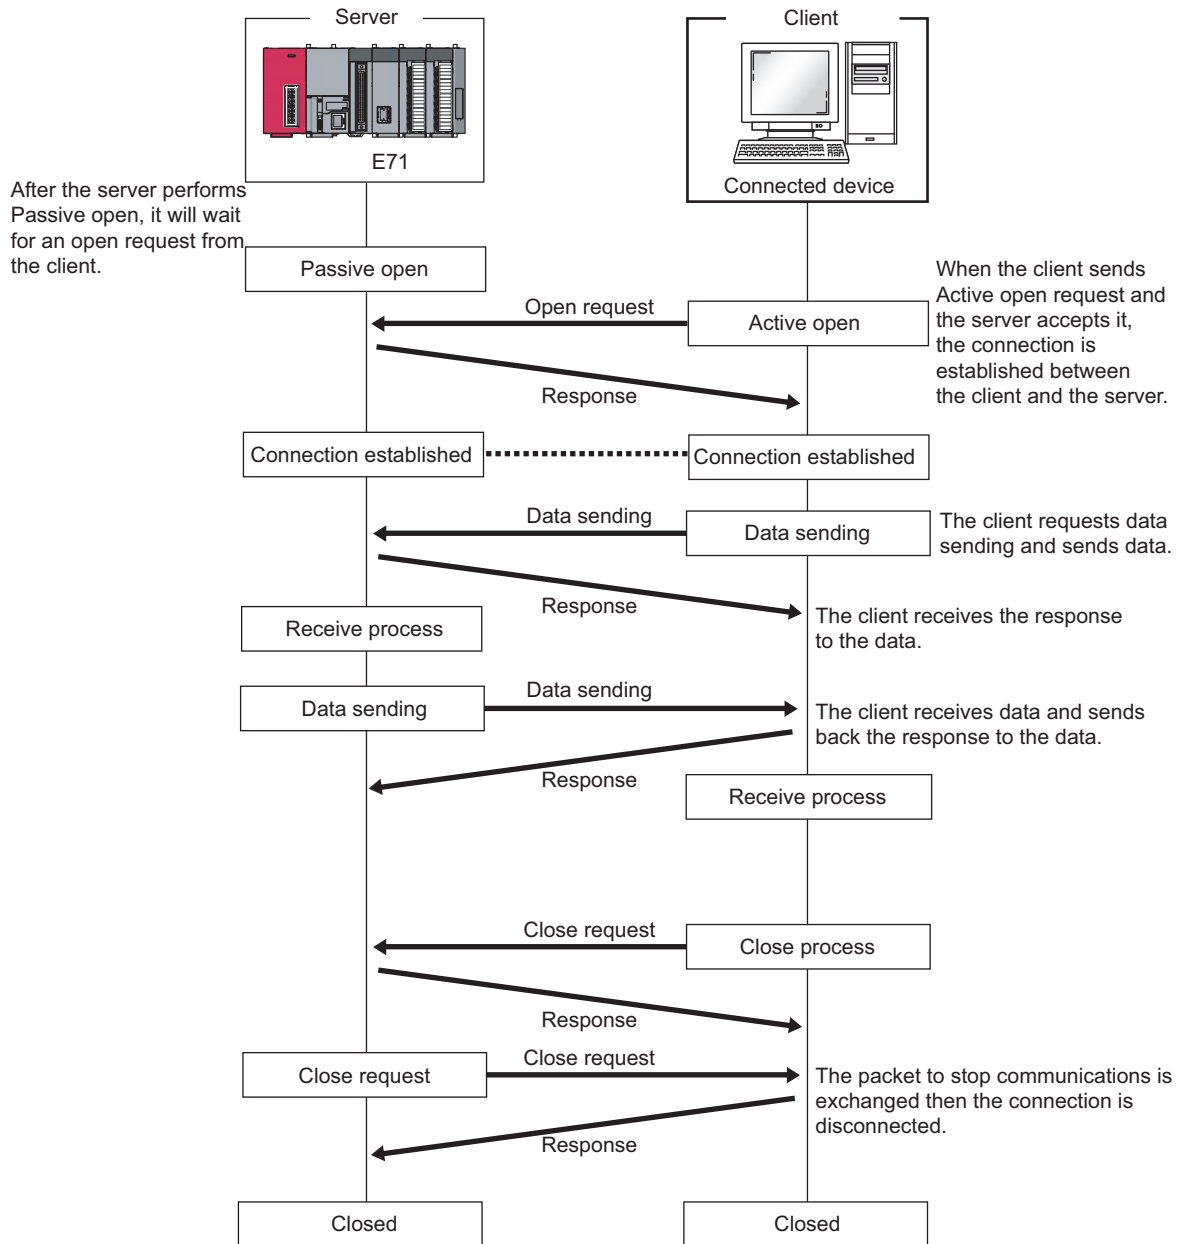 Server
Client
E71
Connected device
After the server performs
Passive open, it will wait
for an open request from
the client.
Passive open
When the client sends
Active open request and
the server accepts it,
the connection is
established between
the client and the server.
Open request
Active open
Response
Connection established
Connection established
Data sending
Data sending
The client requests data
sending and sends data.
Response
The client receives the response
to the data.
Receive process
Data sending
Data sending
The client receives data and sends
back the response to the data.
Response
Receive process
Close request
Close process
Response
Close request
Close request
The packet to stop communications is
exchanged then the connection is
disconnected.
Response
Closed
Closed